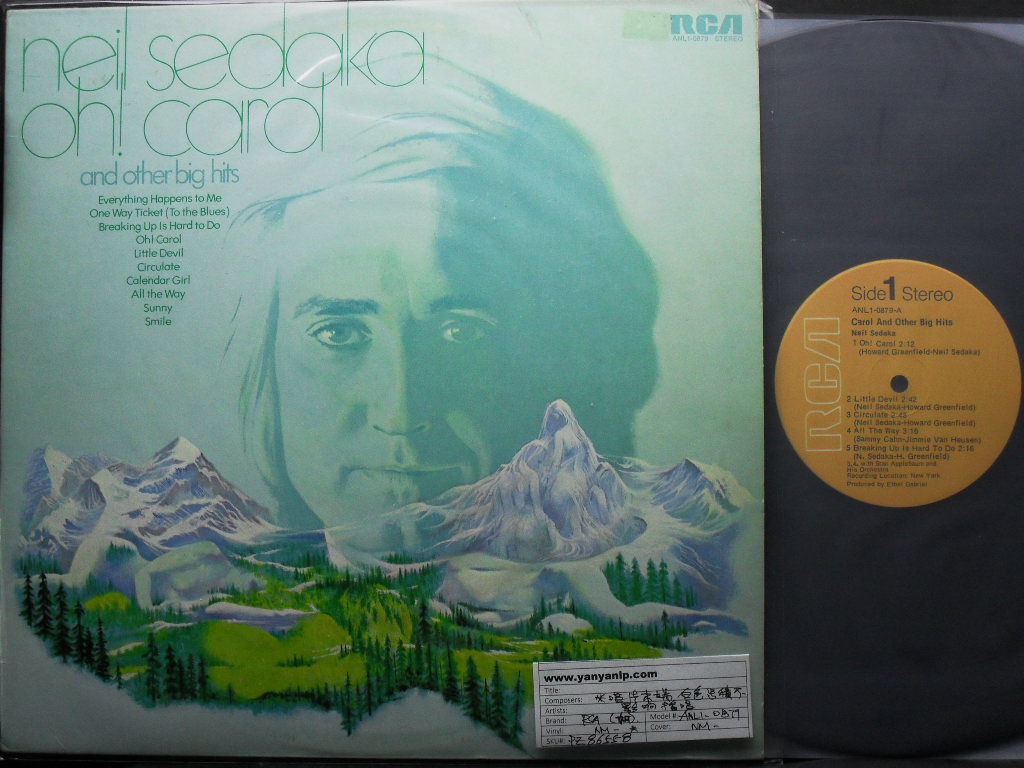 neil sedaka
oh! carol
and other big hits
Everything Happens to Me
One Way Ticket (To the Blues)
Breaking Up Is Hard to Do
Oh! Carol
Little Devil
Circulate
Calendar Girl
All the Way
Sunny
Smile
RCA
ANL1-0879 STEREO
Side 1 Stereo
ANL1-0879-A
Carol And Other Big Hits
Neil Sedaka
1 Oh! Carol 2:12
(Howard Greenfield-Neil Sedaka)
2 Little Devil 2:42
(Neil Sedaka-Howard Greenfield)
3 Circulate 2:43
(Neil Sedaka-Howard Greenfield)
4 All The Way 3:16
(Sammy Cahn-Jimmie Van Heusen)
5 Breaking Up Is Hard To Do 2:16
(N. Sedaka-H. Greenfield)
with Stan Applebaum and
His Orchestra
Recording Location: New York
Produced by Ethel Gabriel
RCA
www.yanyanlp.com
Title:
Composers:
Artists:
Brand: RCA Model #: ANL1-0879
Vinyl: NM- Cover: NM-
SKU#: